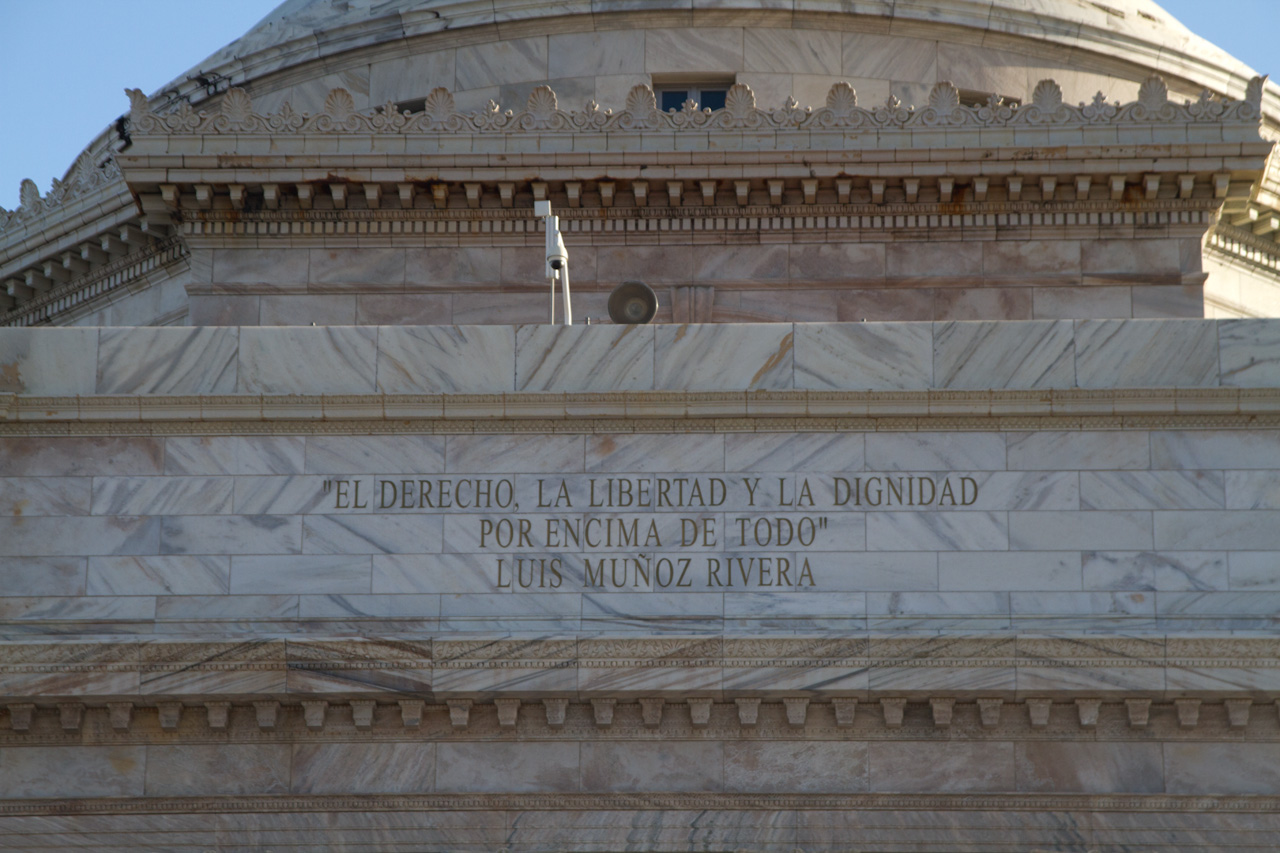 "EL DERECHO, LA LIBERTAD Y LA DIGNIDAD
POR ENCIMA DE TODO"
LUIS MUÑOZ RIVERA